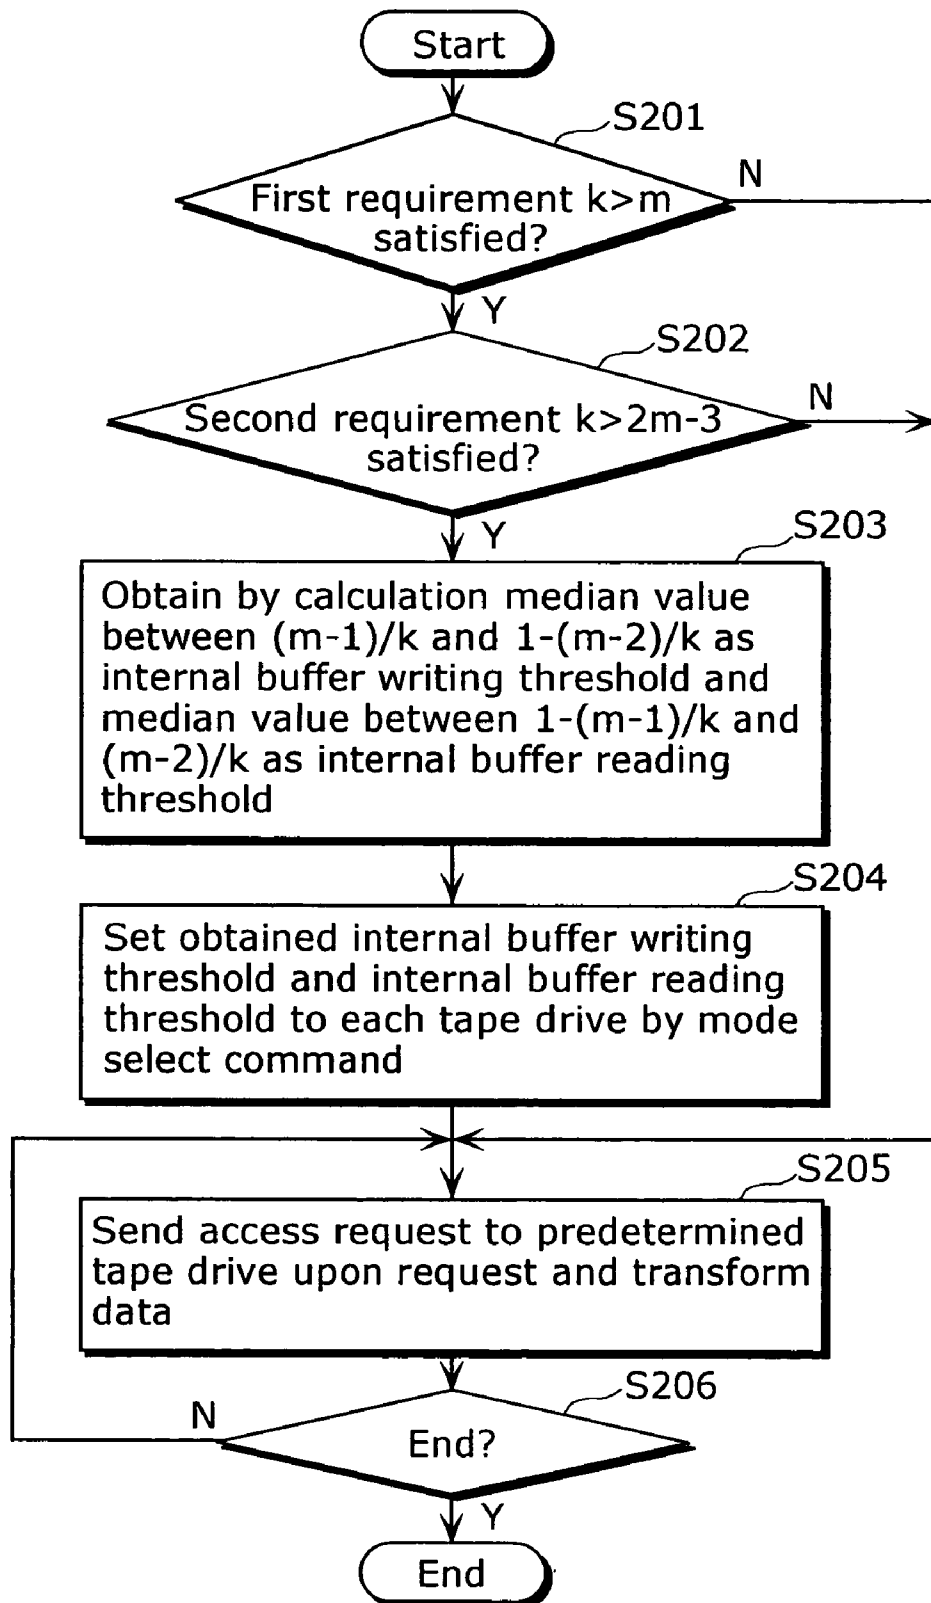 Start
S201
First requirement k>m
satisfied?
N
Y
S202
Second requirement k>2m-3
satisfied?
N
Y
S203
Obtain by calculation median value
between (m-1)/k and 1-(m-2)/k as
internal buffer writing threshold and
median value between 1-(m-1)/k and
(m-2)/k as internal buffer reading
threshold
S204
Set obtained internal buffer writing
threshold and internal buffer reading
threshold to each tape drive by mode
select command
S205
Send access request to predetermined
tape drive upon request and transform
data
S206
N
End?
Y
End